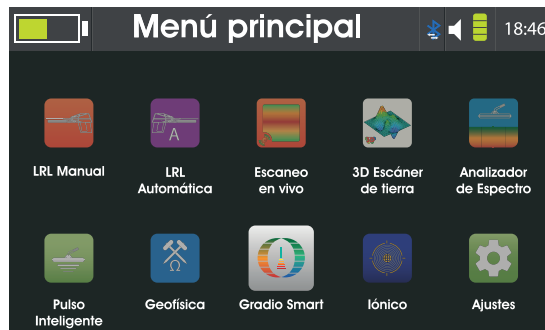 Menú principal
18:46
LRL Manual
LRL
Automática
Escaneo
en vivo
3D Escáner
de tierra
Analizador
de Espectro
A
Ω
Pulso
Inteligente
Geofísica
Gradio Smart
Iónico
Ajustes